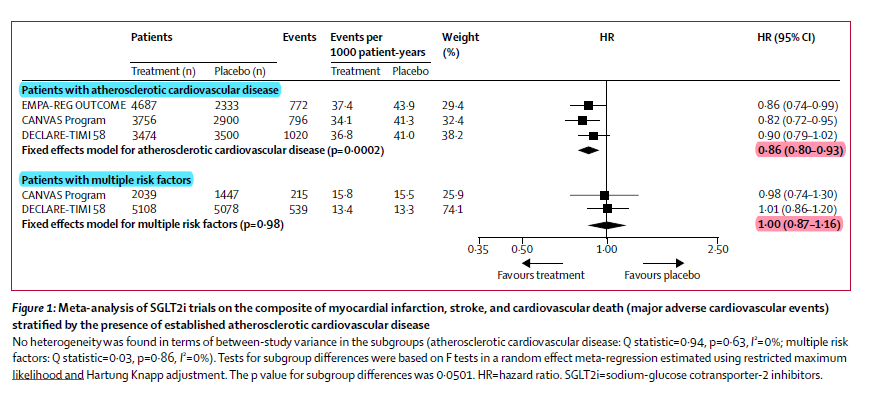 Patients Events Events per 1000 patient-years Weight (%) HR HR (95% CI)
Treatment (n) Placebo (n) Treatment Placebo
Patients with atherosclerotic cardiovascular disease
EMPA-REG OUTCOME 4687 2333 772 37·4 43·9 29·4 0·86 (0·74–0·99)
CANVAS Program 3756 2900 796 34·1 41·3 32·4 0·82 (0·72–0·95)
DECLARE-TIMI 58 3474 3500 1020 36·8 41·0 38·2 0·90 (0·79–1·02)
Fixed effects model for atherosclerotic cardiovascular disease (p=0·0002) 0·86 (0·80–0·93)
Patients with multiple risk factors
CANVAS Program 2039 1447 215 15·8 15·5 25·9 0·98 (0·74–1·30)
DECLARE-TIMI 58 5108 5078 539 13·4 13·3 74·1 1·01 (0·86–1·20)
Fixed effects model for multiple risk factors (p=0·98) 1·00 (0·87–1·16)
0·35 0·50 1·00 2·50
Favours treatment Favours placebo
Figure 1: Meta-analysis of SGLT2i trials on the composite of myocardial infarction, stroke, and cardiovascular death (major adverse cardiovascular events)
stratified by the presence of established atherosclerotic cardiovascular disease
No heterogeneity was found in terms of between-study variance in the subgroups (atherosclerotic cardiovascular disease: Q statistic=0·94, p=0·63, I²=0%; multiple risk
factors: Q statistic=0·03, p=0·86, I²=0%). Tests for subgroup differences were based on F tests in a random effect meta-regression estimated using restricted maximum
likelihood and Hartung Knapp adjustment. The p value for subgroup differences was 0·0501. HR=hazard ratio. SGLT2i=sodium-glucose cotransporter-2 inhibitors.